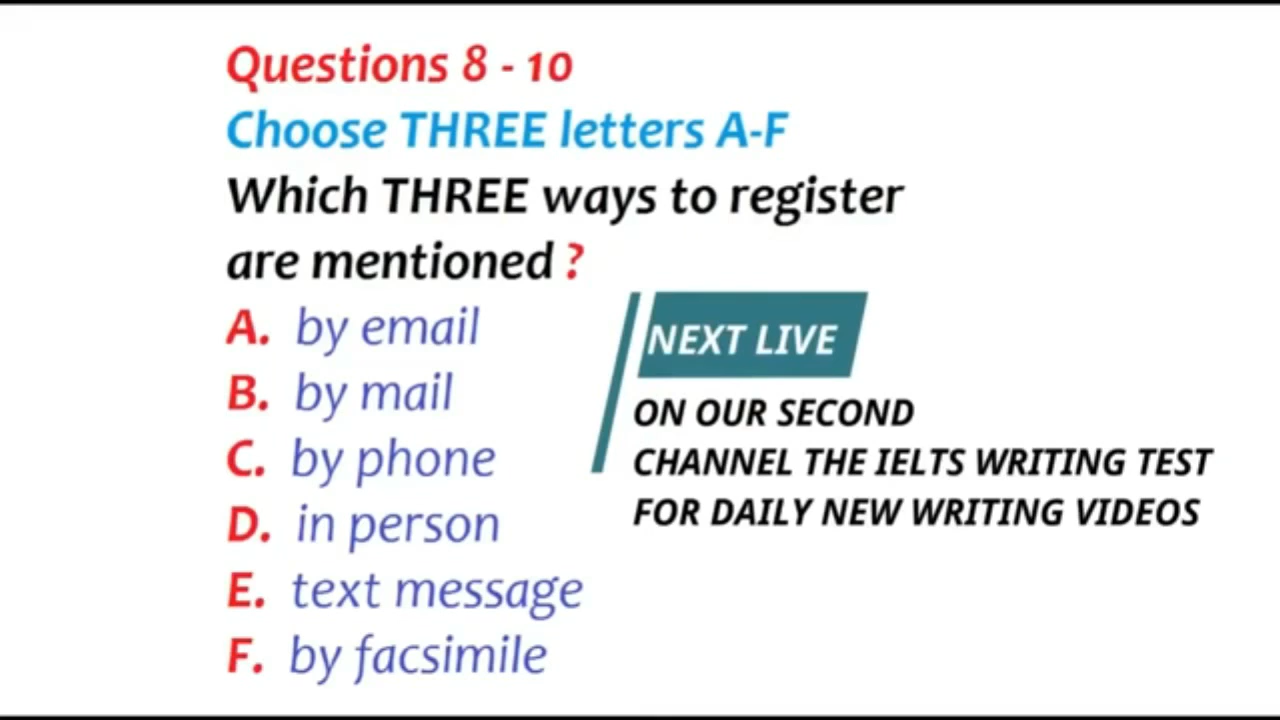 Questions 8 - 10
Choose THREE letters A-F
Which THREE ways to register
are mentioned ?
A. by email
B. by mail
C. by phone
D. in person
E. text message
F. by facsimile
NEXT LIVE
ON OUR SECOND
CHANNEL THE IELTS WRITING TEST
FOR DAILY NEW WRITING VIDEOS